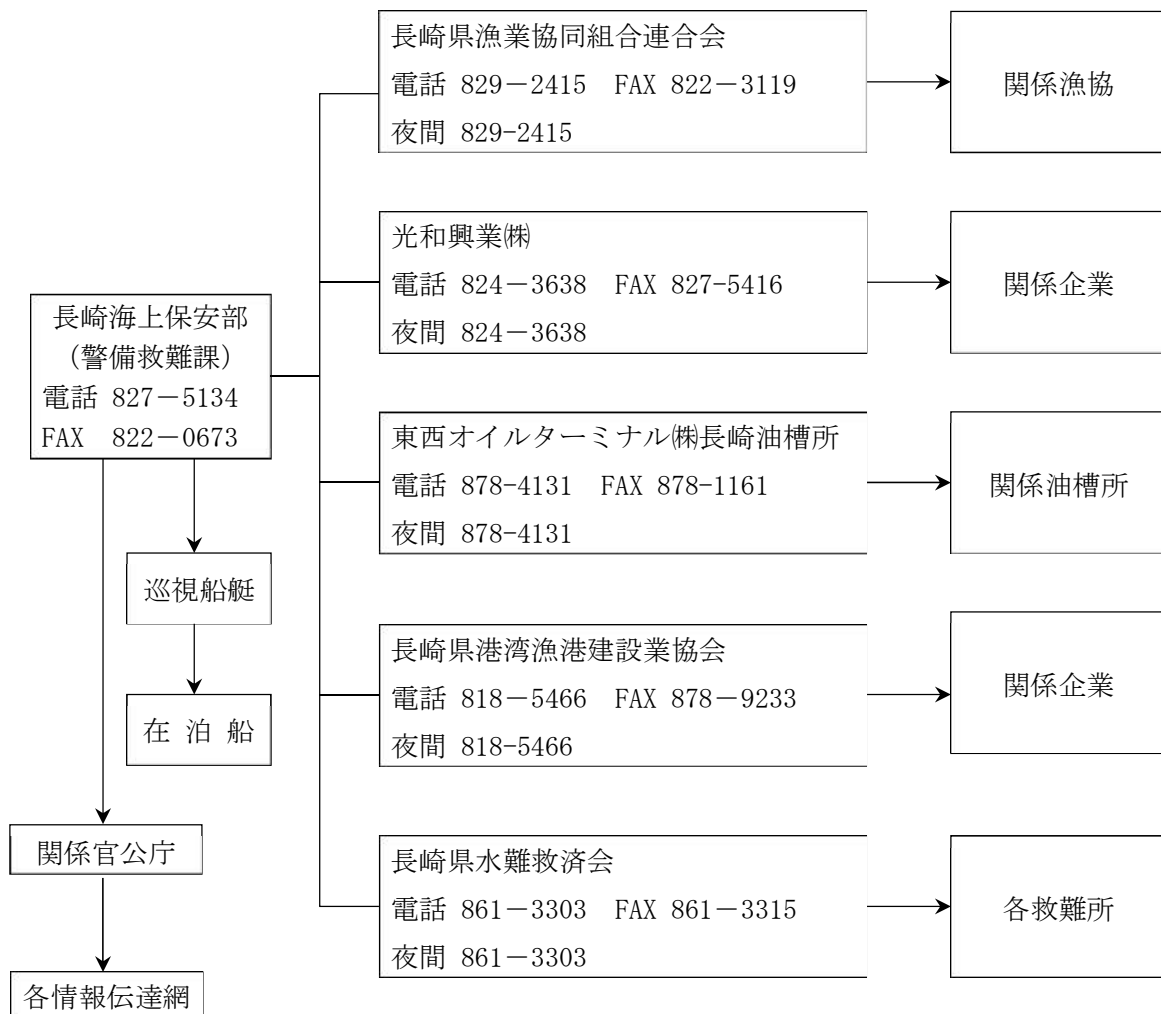 長崎県漁業協同組合連合会
電話 829－2415　FAX 822－3119
夜間 829-2415
関係漁協
光和興業㈱
電話 824－3638　FAX 827-5416
夜間 824－3638
関係企業
長崎海上保安部
（警備救難課）
電話 827－5134
FAX　822－0673
東西オイルターミナル㈱長崎油槽所
電話 878-4131　FAX 878-1161
夜間 878-4131
関係油槽所
巡視船艇
在 泊 船
長崎県港湾漁港建設業協会
電話 818－5466　FAX 878－9233
夜間 818-5466
関係企業
関係官公庁
各情報伝達網
長崎県水難救済会
電話 861－3303　FAX 861－3315
夜間 861－3303
各救難所